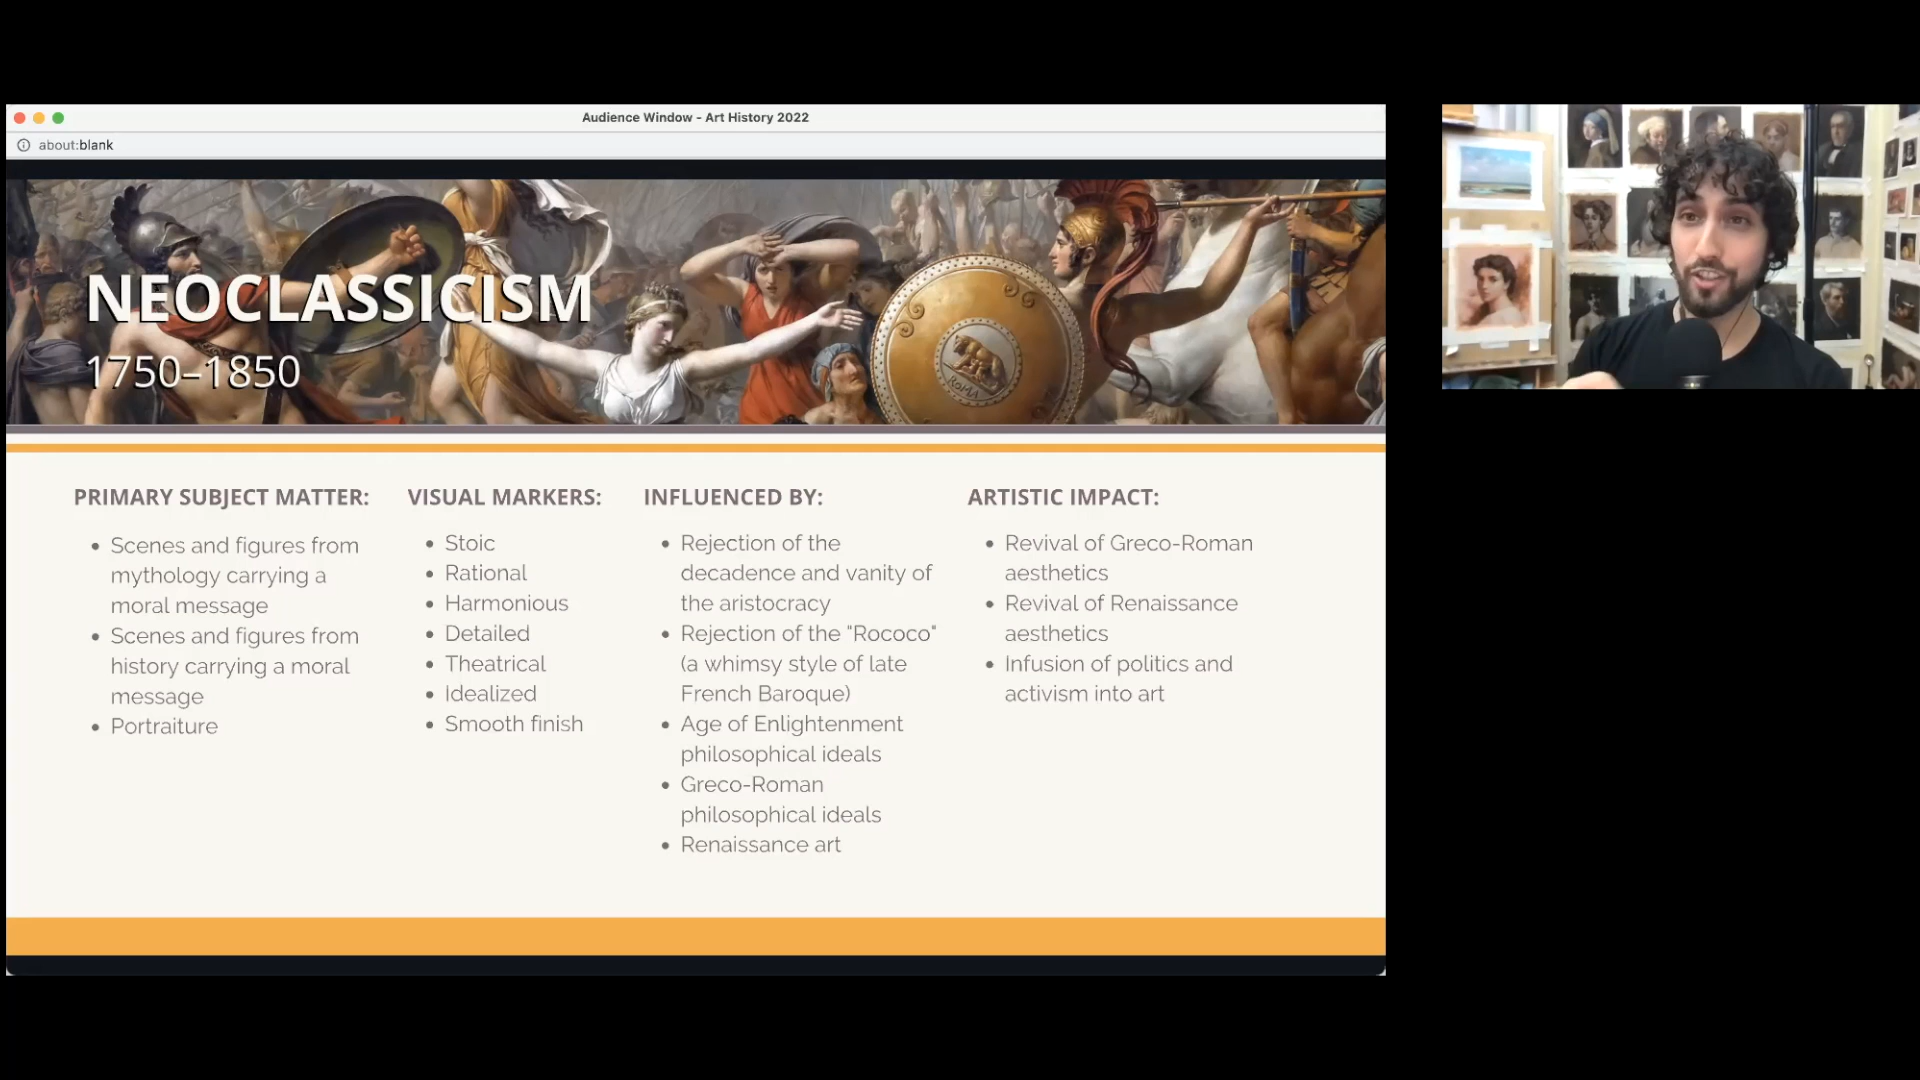 Audience Window - Art History 2022
about:blank
NEOCLASSICISM
1750–1850
ROMA
PRIMARY SUBJECT MATTER:
• Scenes and figures from
mythology carrying a
moral message
• Scenes and figures from
history carrying a moral
message
• Portraiture
VISUAL MARKERS:
• Stoic
• Rational
• Harmonious
• Detailed
• Theatrical
• Idealized
• Smooth finish
INFLUENCED BY:
• Rejection of the
decadence and vanity of
the aristocracy
• Rejection of the "Rococo"
(a whimsy style of late
French Baroque)
• Age of Enlightenment
philosophical ideals
• Greco-Roman
philosophical ideals
• Renaissance art
ARTISTIC IMPACT:
• Revival of Greco-Roman
aesthetics
• Revival of Renaissance
aesthetics
• Infusion of politics and
activism into art